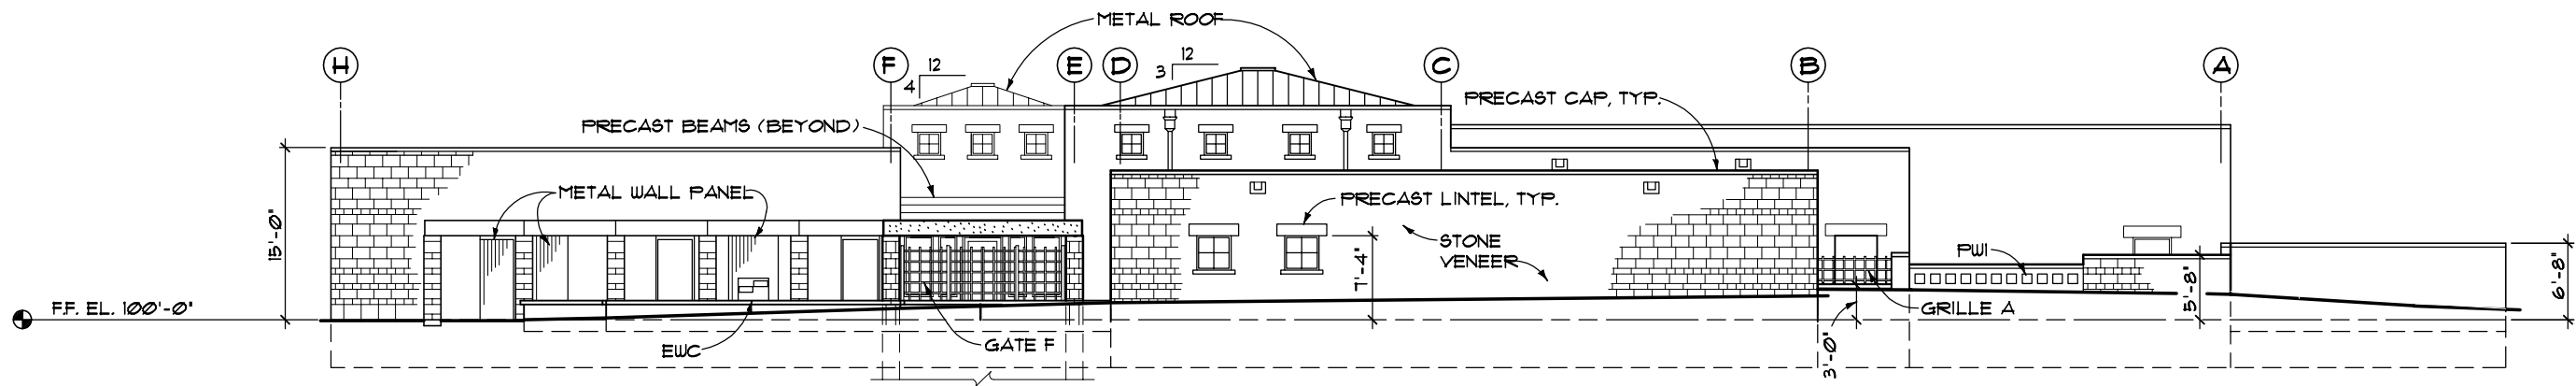 METAL ROOF
H
F
E
D
C
B
A
12
4
12
3
PRECAST BEAMS (BEYOND)
PRECAST CAP, TYP.
METAL WALL PANEL
PRECAST LINTEL, TYP.
STONE
VENEER
PW1
15'-0"
7'-4"
5'-8"
6'-8"
3'-0"
F.F. EL. 100'-0"
GRILLE A
EWC
GATE F